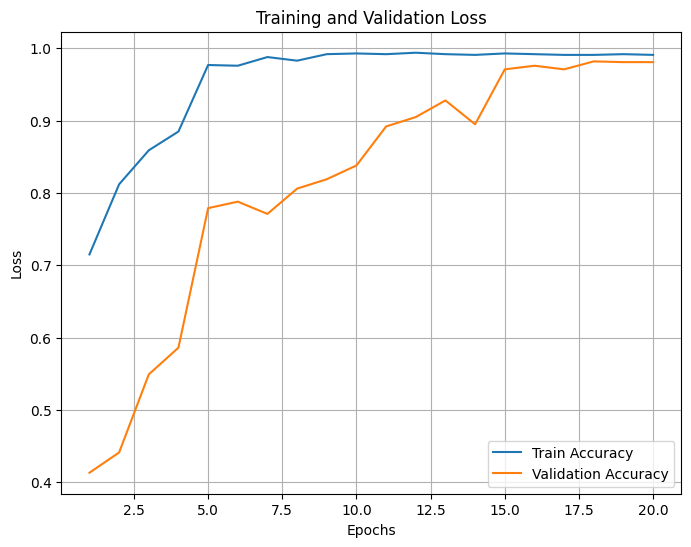 Training and Validation Loss
1.0
0.9
0.8
0.7
0.6
0.5
0.4
Loss
Train Accuracy
Validation Accuracy
2.5 5.0 7.5 10.0 12.5 15.0 17.5 20.0
Epochs